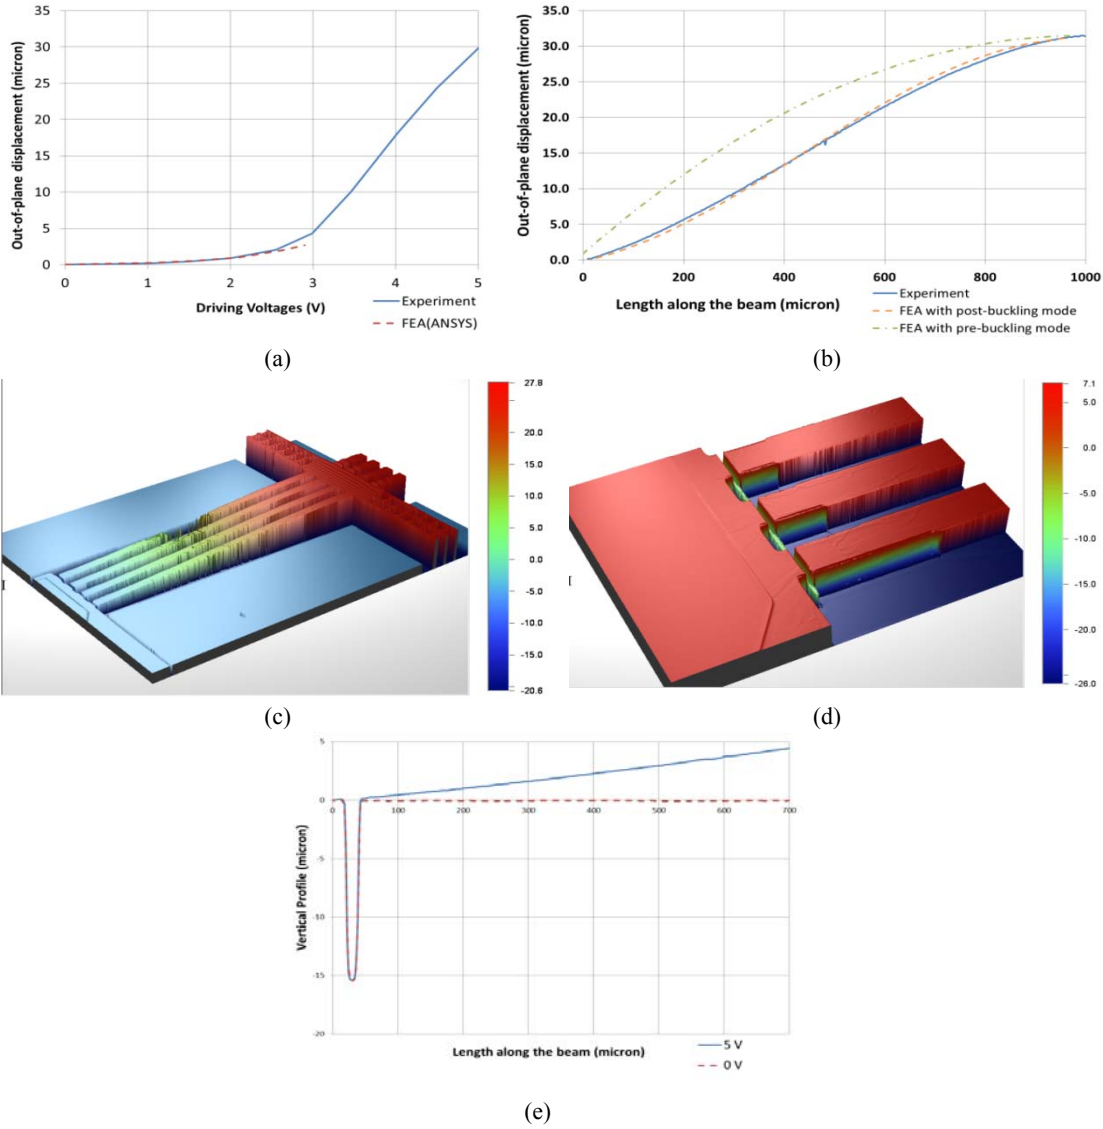 Out-of-plane displacement (micron)
35
30
25
20
15
10
5
0
0 1 2 3 4 5
Driving Voltages (V)
Experiment
FEA(ANSYS)
(a)
Out-of-plane displacement (micron)
35.0
30.0
25.0
20.0
15.0
10.0
5.0
0.0
0 200 400 600 800 1000
Length along the beam (micron)
Experiment
FEA with post-buckling mode
FEA with pre-buckling mode
(b)
27.8
20.0
15.0
10.0
5.0
0.0
-5.0
-10.0
-15.0
-20.6
I
(c)
7.1
5.0
0.0
-5.0
-10.0
-15.0
-20.0
-26.0
I
(d)
Vertical Profile (micron)
5
0
-5
-10
-15
-20
0 100 200 300 400 500 600 700
Length along the beam (micron)
5 V
0 V
(e)